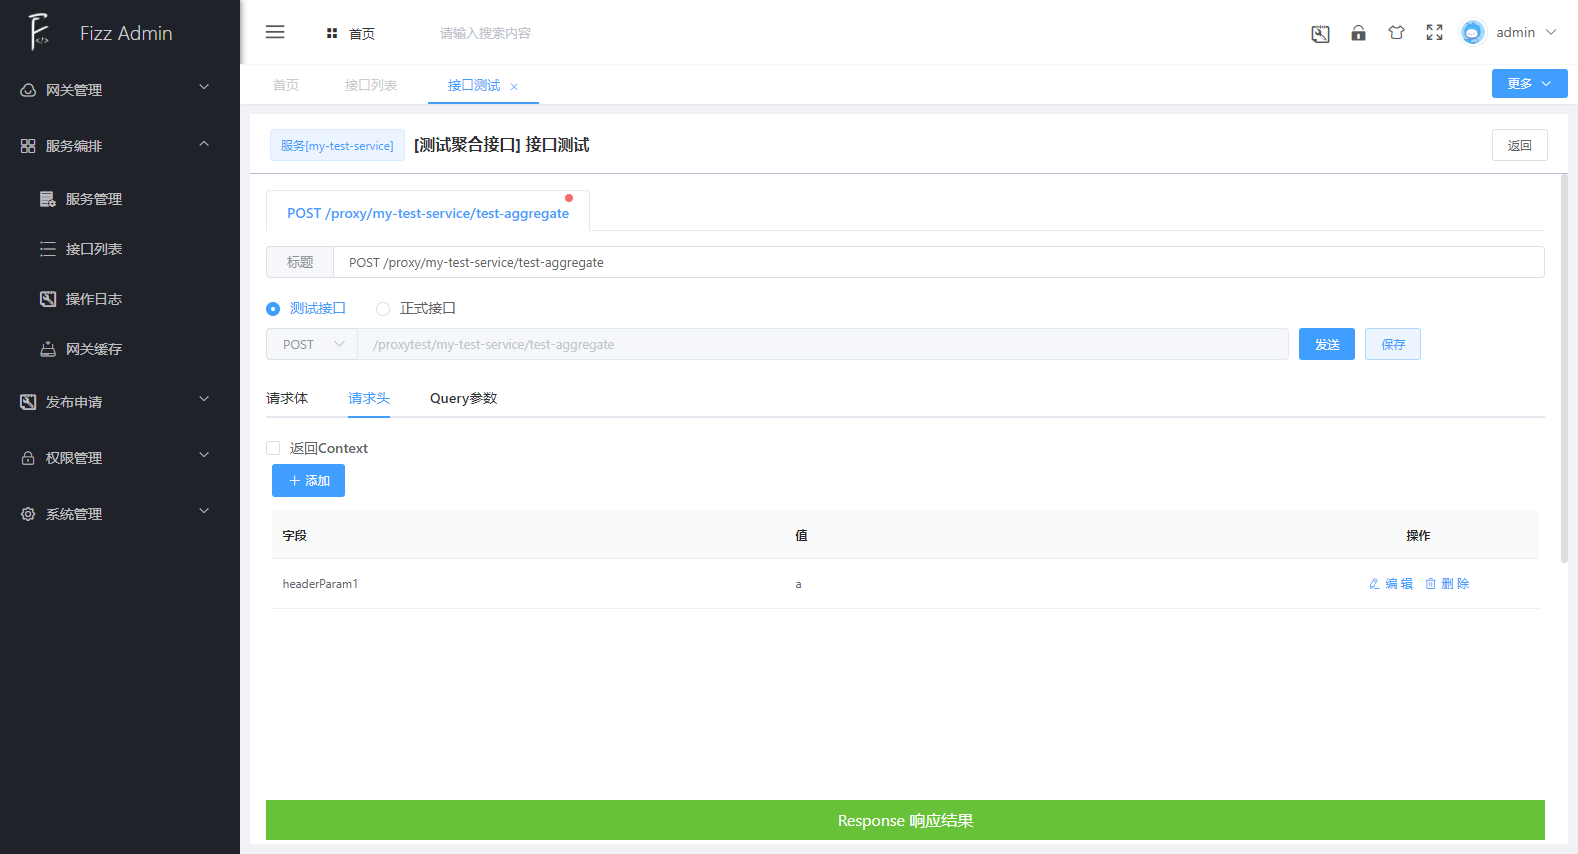 Fizz Admin
首页
请输入搜索内容
admin
首页
接口列表
接口测试
更多
网关管理
服务编排
服务管理
接口列表
操作日志
网关缓存
发布申请
权限管理
系统管理
服务[my-test-service]
[测试聚合接口] 接口测试
返回
POST /proxy/my-test-service/test-aggregate
标题
POST /proxy/my-test-service/test-aggregate
测试接口
正式接口
POST
/proxytest/my-test-service/test-aggregate
发送
保存
请求体
请求头
Query参数
返回Context
添加
字段
值
操作
headerParam1
a
编辑
删除
Response 响应结果